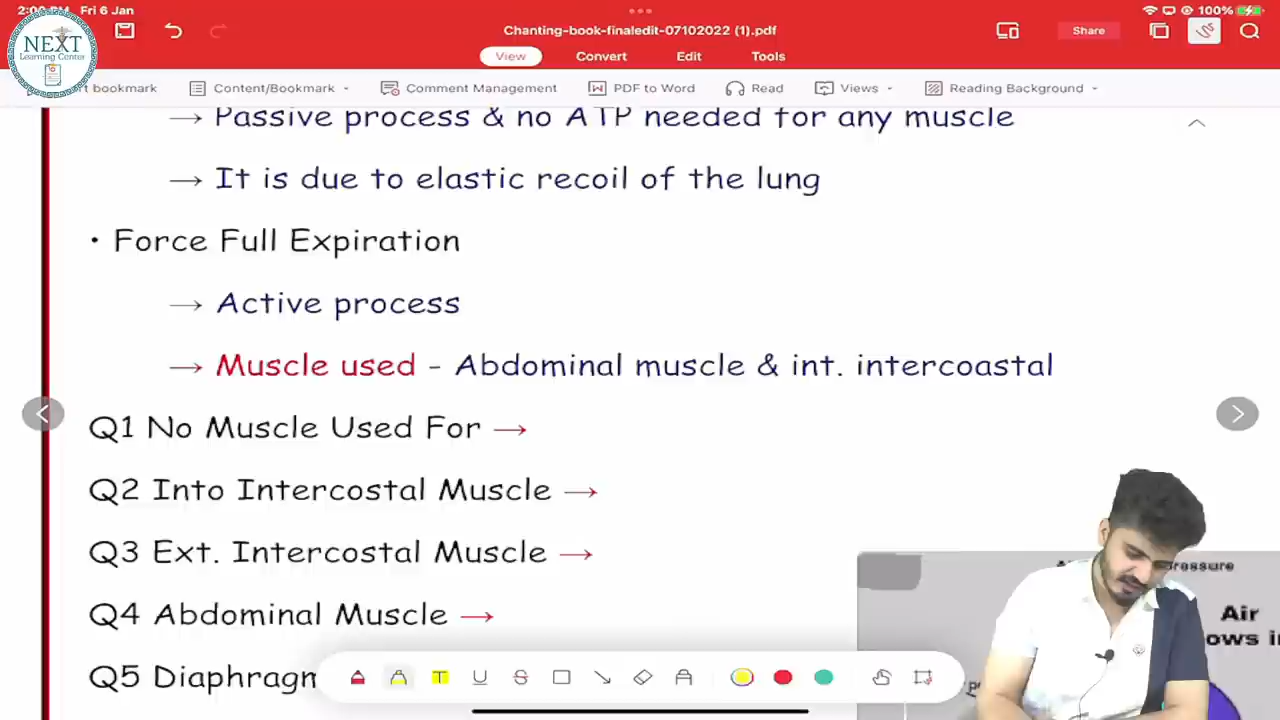 2:00 PM Fri 6 Jan
100%
NEXT
Learning Center
Chanting-book-finaledit-07102022 (1).pdf
Share
View Convert Edit Tools
bookmark Content/Bookmark Comment Management PDF to Word Read Views Reading Background
→ Passive process & no ATP needed for any muscle
→ It is due to elastic recoil of the lung
• Force Full Expiration
→ Active process
→ Muscle used - Abdominal muscle & int. intercoastal
Q1 No Muscle Used For →
Q2 Into Intercostal Muscle →
Q3 Ext. Intercostal Muscle →
Q4 Abdominal Muscle →
Q5 Diaphragm
Air